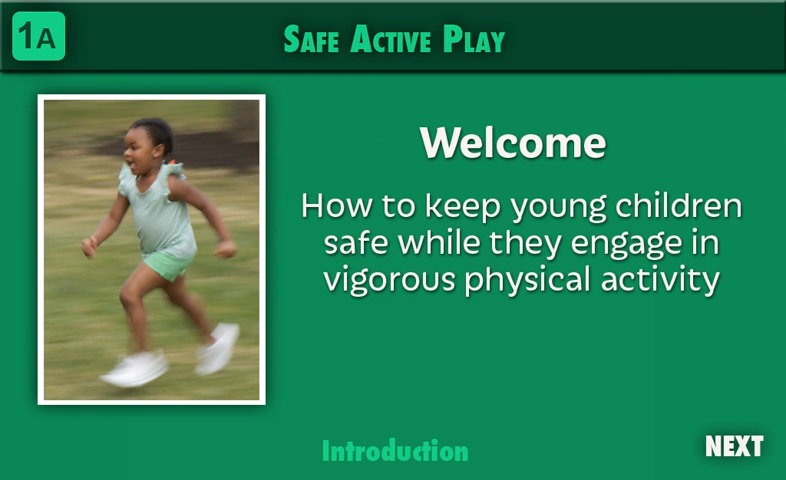 1A
Safe Active Play
Welcome
How to keep young children
safe while they engage in
vigorous physical activity
Introduction
NEXT